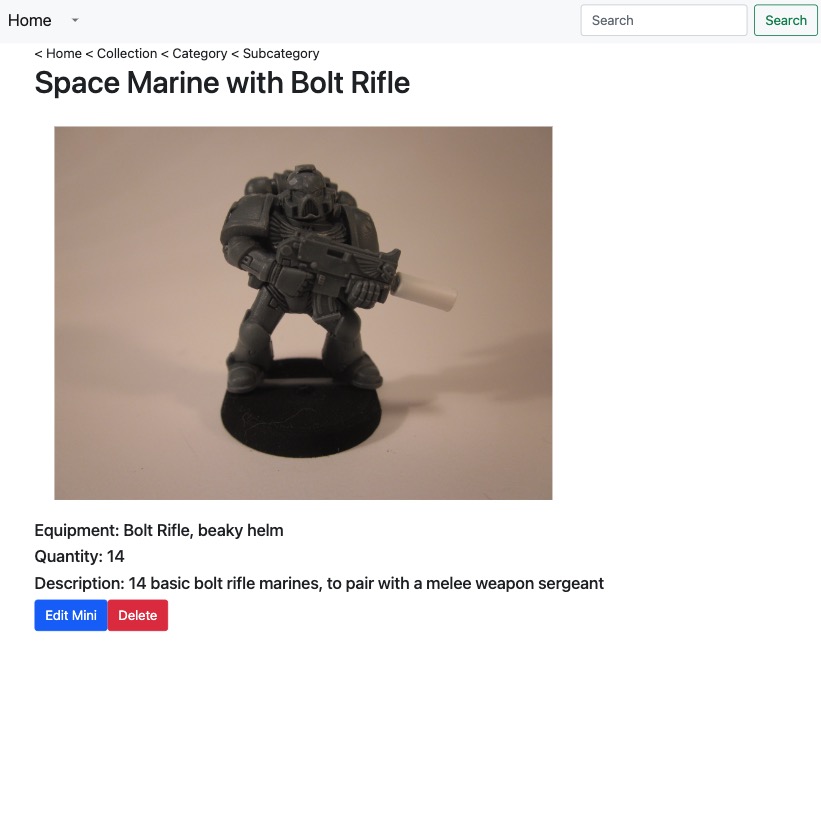 Home
Search
Search
< Home < Collection < Category < Subcategory
Space Marine with Bolt Rifle
Equipment: Bolt Rifle, beaky helm
Quantity: 14
Description: 14 basic bolt rifle marines, to pair with a melee weapon sergeant
Edit Mini
Delete